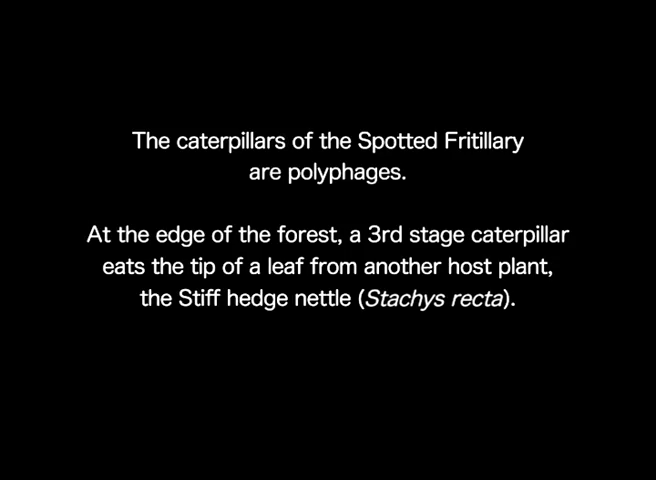 The caterpillars of the Spotted Fritillary
are polyphages.
At the edge of the forest, a 3rd stage caterpillar
eats the tip of a leaf from another host plant,
the Stiff hedge nettle (Stachys recta).